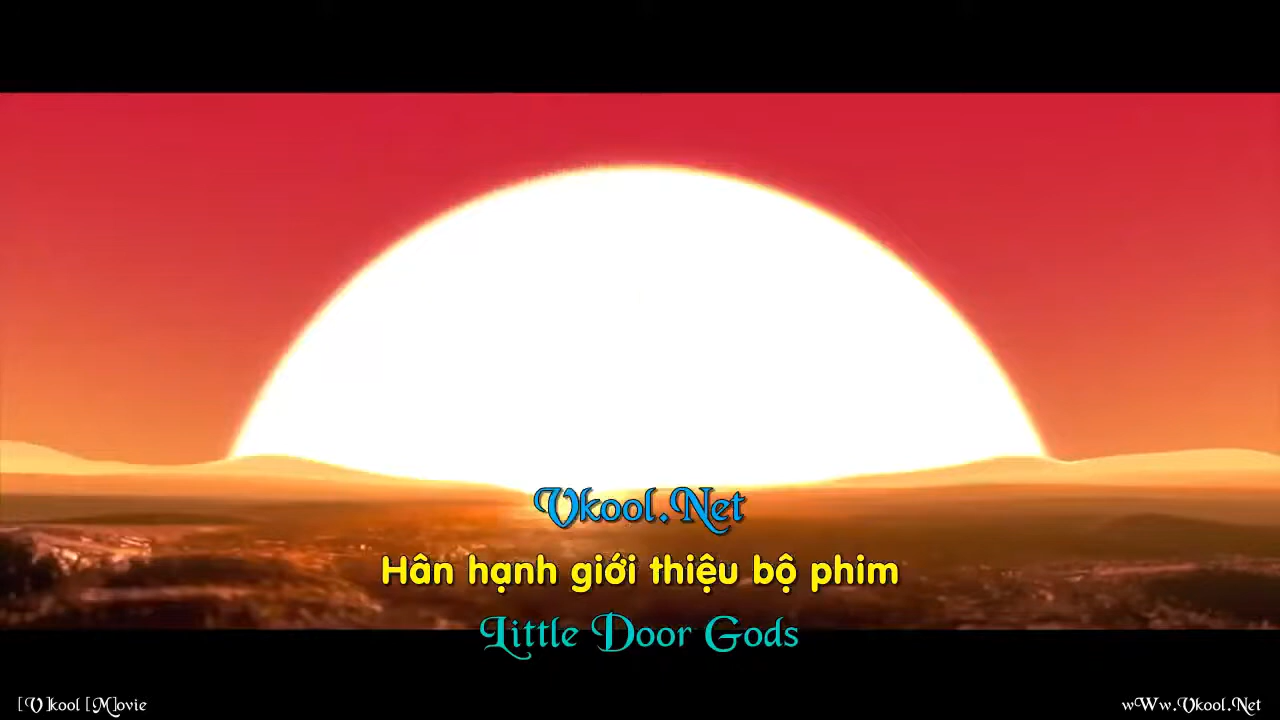 Vkool.Net
Hân hạnh giới thiệu bộ phim
Little Door Gods
[V]kool [M]ovie
wWw.Vkool.Net